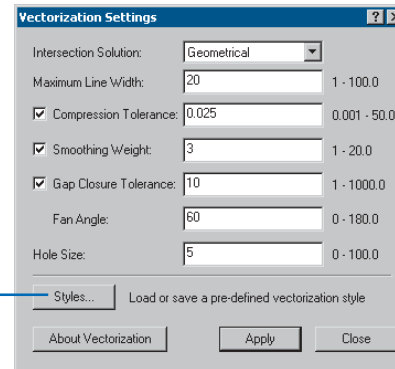 Vectorization Settings ? X
Intersection Solution: Geometrical
Maximum Line Width: 20 1 - 100.0
Compression Tolerance: 0.025 0.001 - 50.0
Smoothing Weight: 3 1 - 20.0
Gap Closure Tolerance: 10 1 - 1000.0
Fan Angle: 60 0 - 180.0
Hole Size: 5 0 - 100.0
Styles... Load or save a pre-defined vectorization style
About Vectorization Apply Close